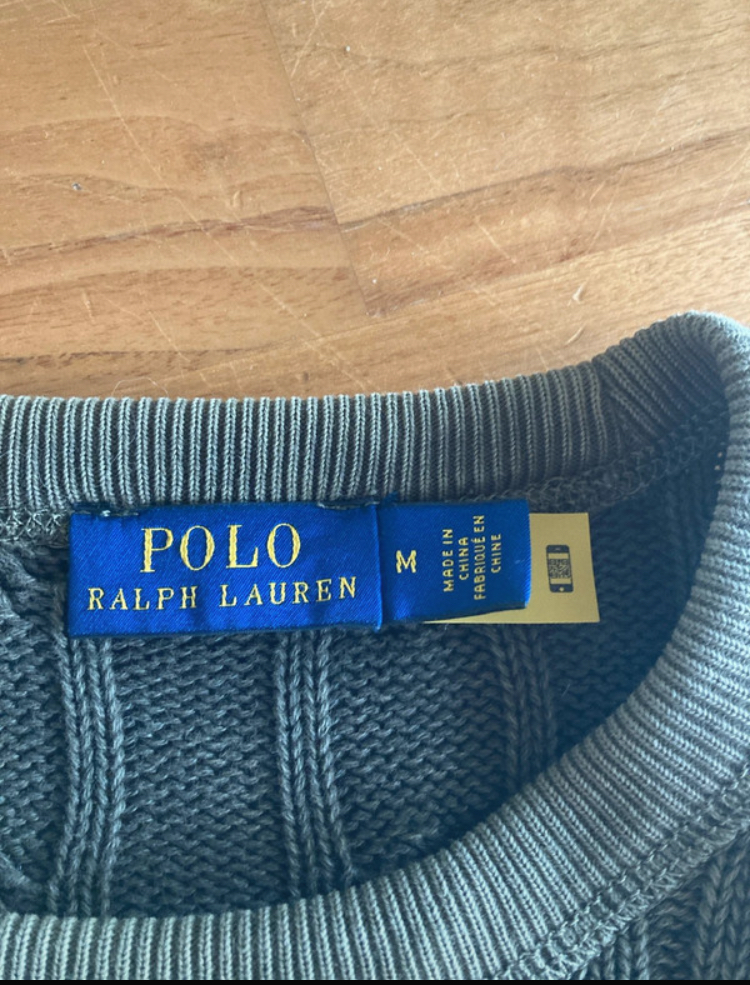 POLO
RALPH LAUREN
M
MADE IN
CHINA
FABRIQUÉ EN
CHINE